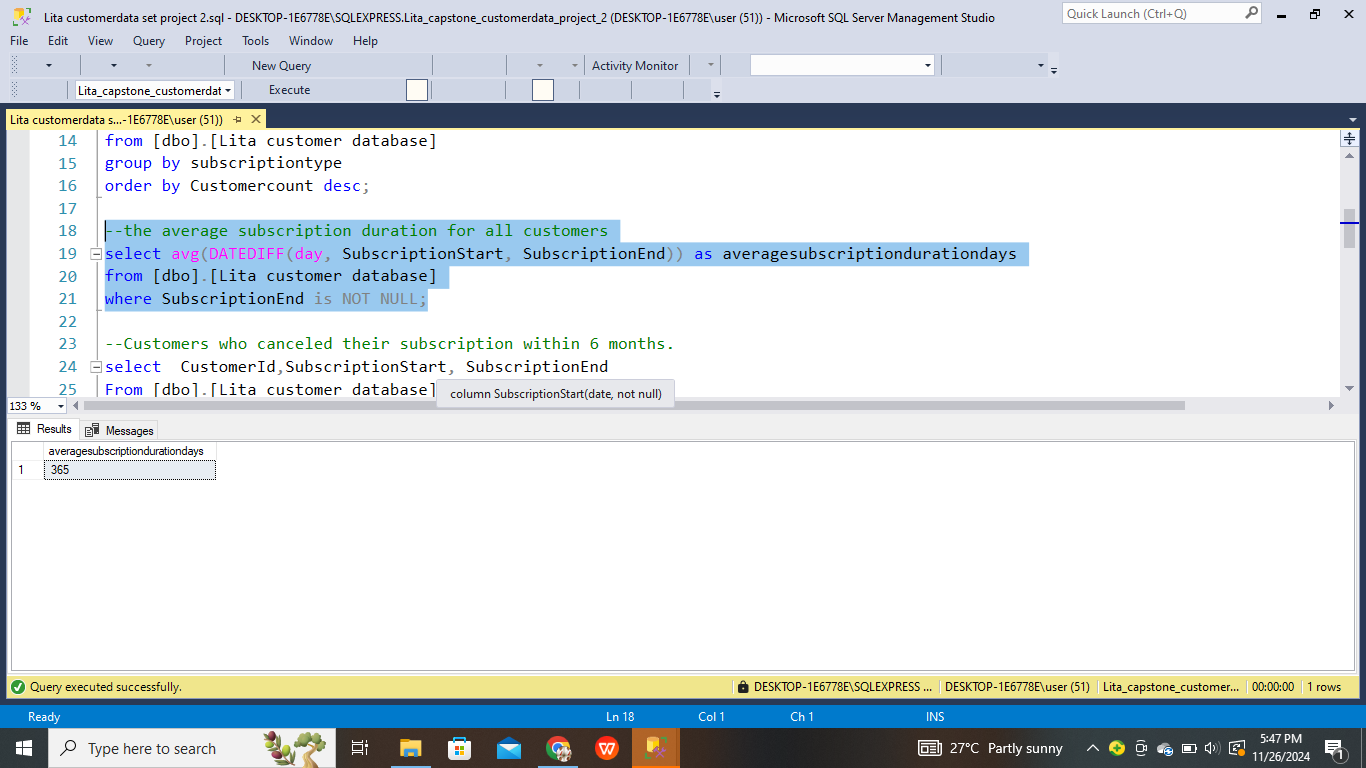 Lita customerdata set project 2.sql - DESKTOP-1E6778E\SQLEXPRESS.Lita_capstone_customerdata_project_2 (DESKTOP-1E6778E\user (51)) - Microsoft SQL Server Management Studio
Quick Launch (Ctrl+Q)
File Edit View Query Project Tools Window Help
New Query Activity Monitor
Lita_capstone_customerdat Execute
Lita customerdata s...-1E6778E\user (51))
14 from [dbo].[Lita customer database]
15 group by subscriptiontype
16 order by Customercount desc;
17
18 --the average subscription duration for all customers
19 select avg(DATEDIFF(day, SubscriptionStart, SubscriptionEnd)) as averagesubscriptiondurationdays
20 from [dbo].[Lita customer database]
21 where SubscriptionEnd is NOT NULL;
22
23 --Customers who canceled their subscription within 6 months.
24 select  CustomerId,SubscriptionStart, SubscriptionEnd
25 From [dbo].[Lita customer database]
column SubscriptionStart(date, not null)
133 %
Results Messages
averagesubscriptiondurationdays
1 365
Query executed successfully. DESKTOP-1E6778E\SQLEXPRESS ... DESKTOP-1E6778E\user (51) Lita_capstone_customer... 00:00:00 1 rows
Ready Ln 18 Col 1 Ch 1 INS
Type here to search 27°C Partly sunny 5:47 PM
11/26/2024 1